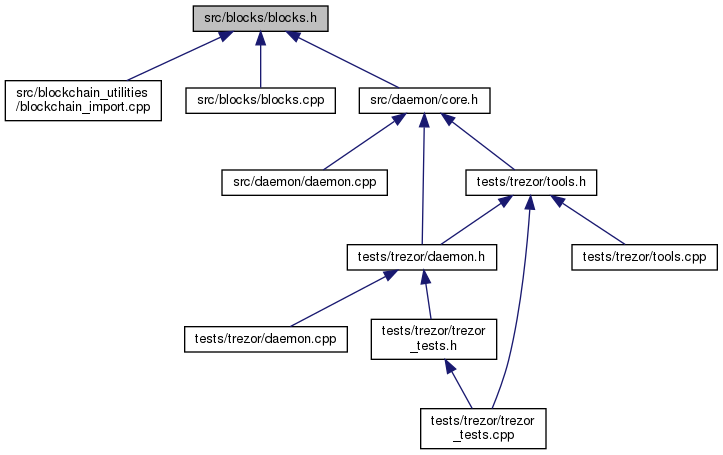 src/blocks/blocks.h
src/blockchain_utilities
/blockchain_import.cpp
src/blocks/blocks.cpp
src/daemon/core.h
src/daemon/daemon.cpp
tests/trezor/tools.h
tests/trezor/daemon.h
tests/trezor/tools.cpp
tests/trezor/daemon.cpp
tests/trezor/trezor
_tests.h
tests/trezor/trezor
_tests.cpp